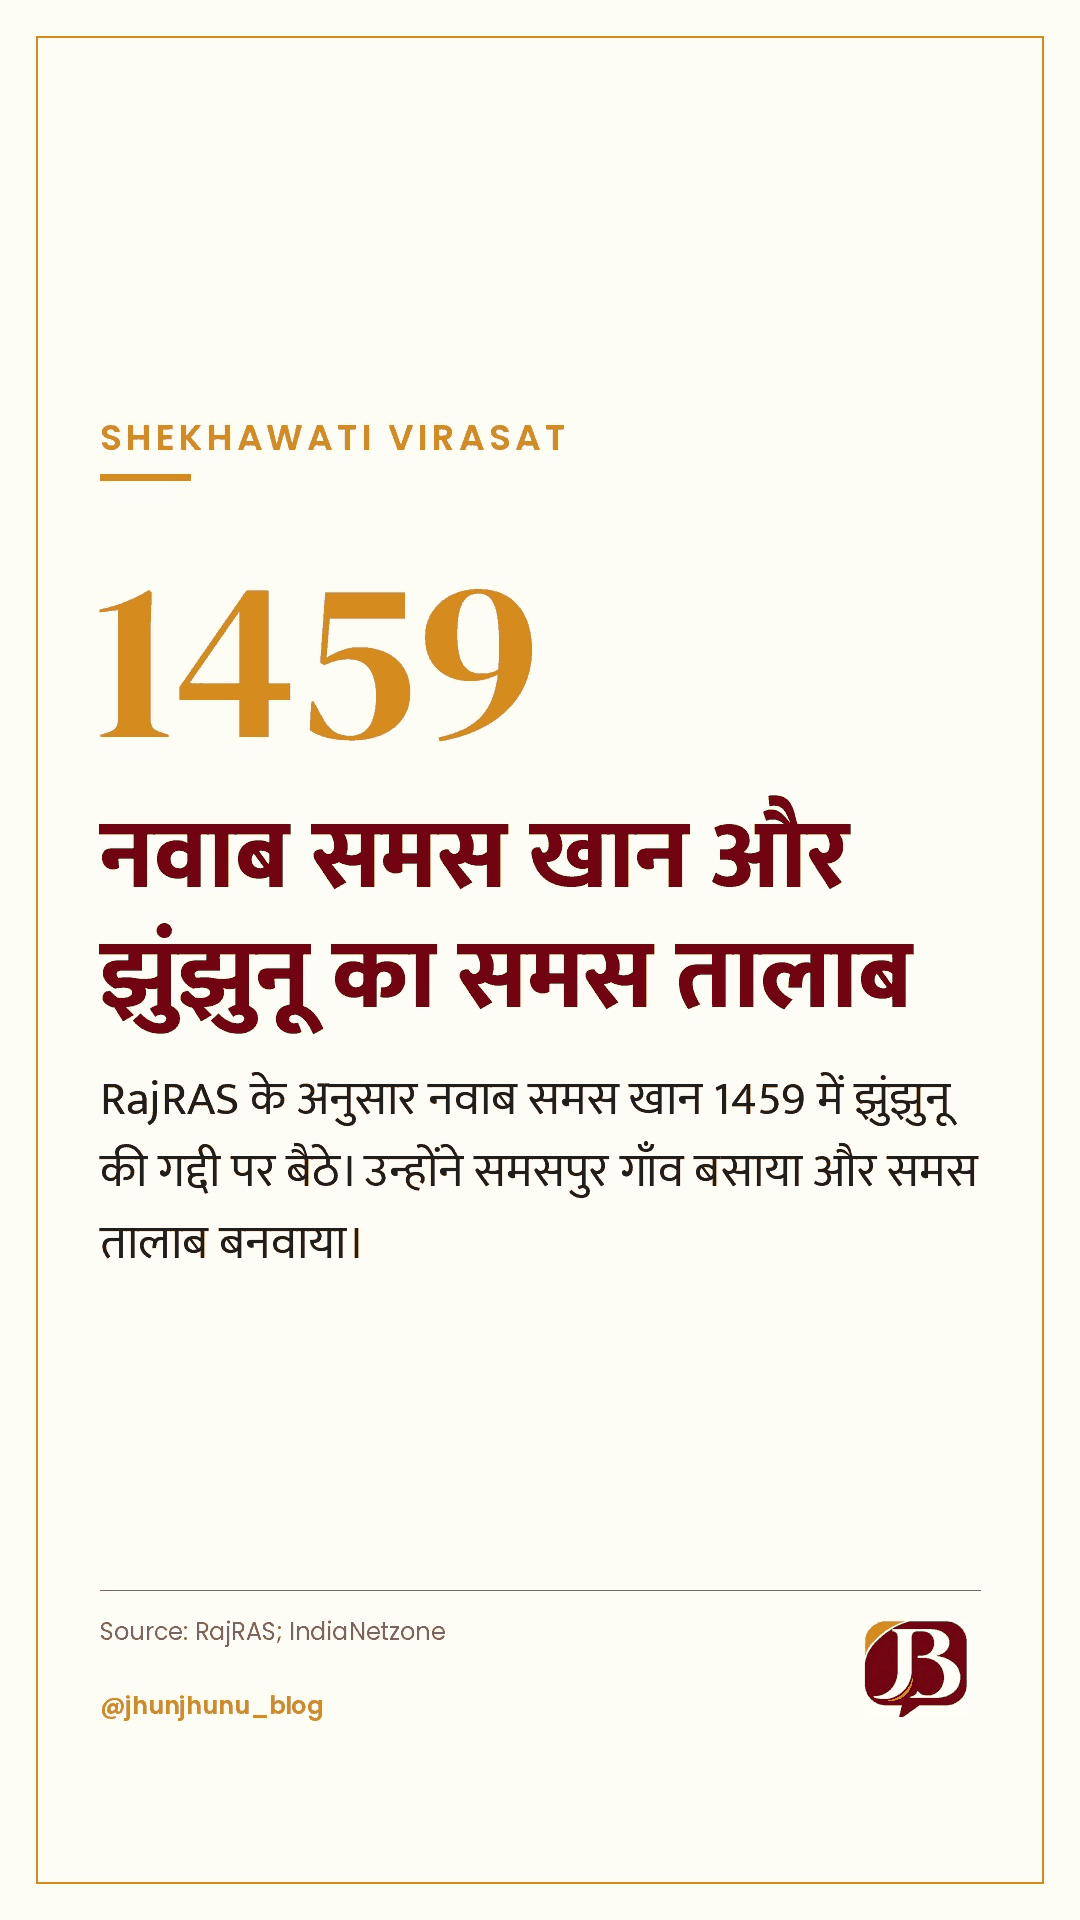 SHEKHAWATI VIRASAT
1459
नवाब समस खान और
झुंझुनू का समस तालाब
RajRAS के अनुसार नवाब समस खान 1459 में झुंझुनू
की गद्दी पर बैठे। उन्होंने समसपुर गाँव बसाया और समस
तालाब बनवाया।
Source: RajRAS; IndiaNetzone
@jhunjhunu_blog
JB